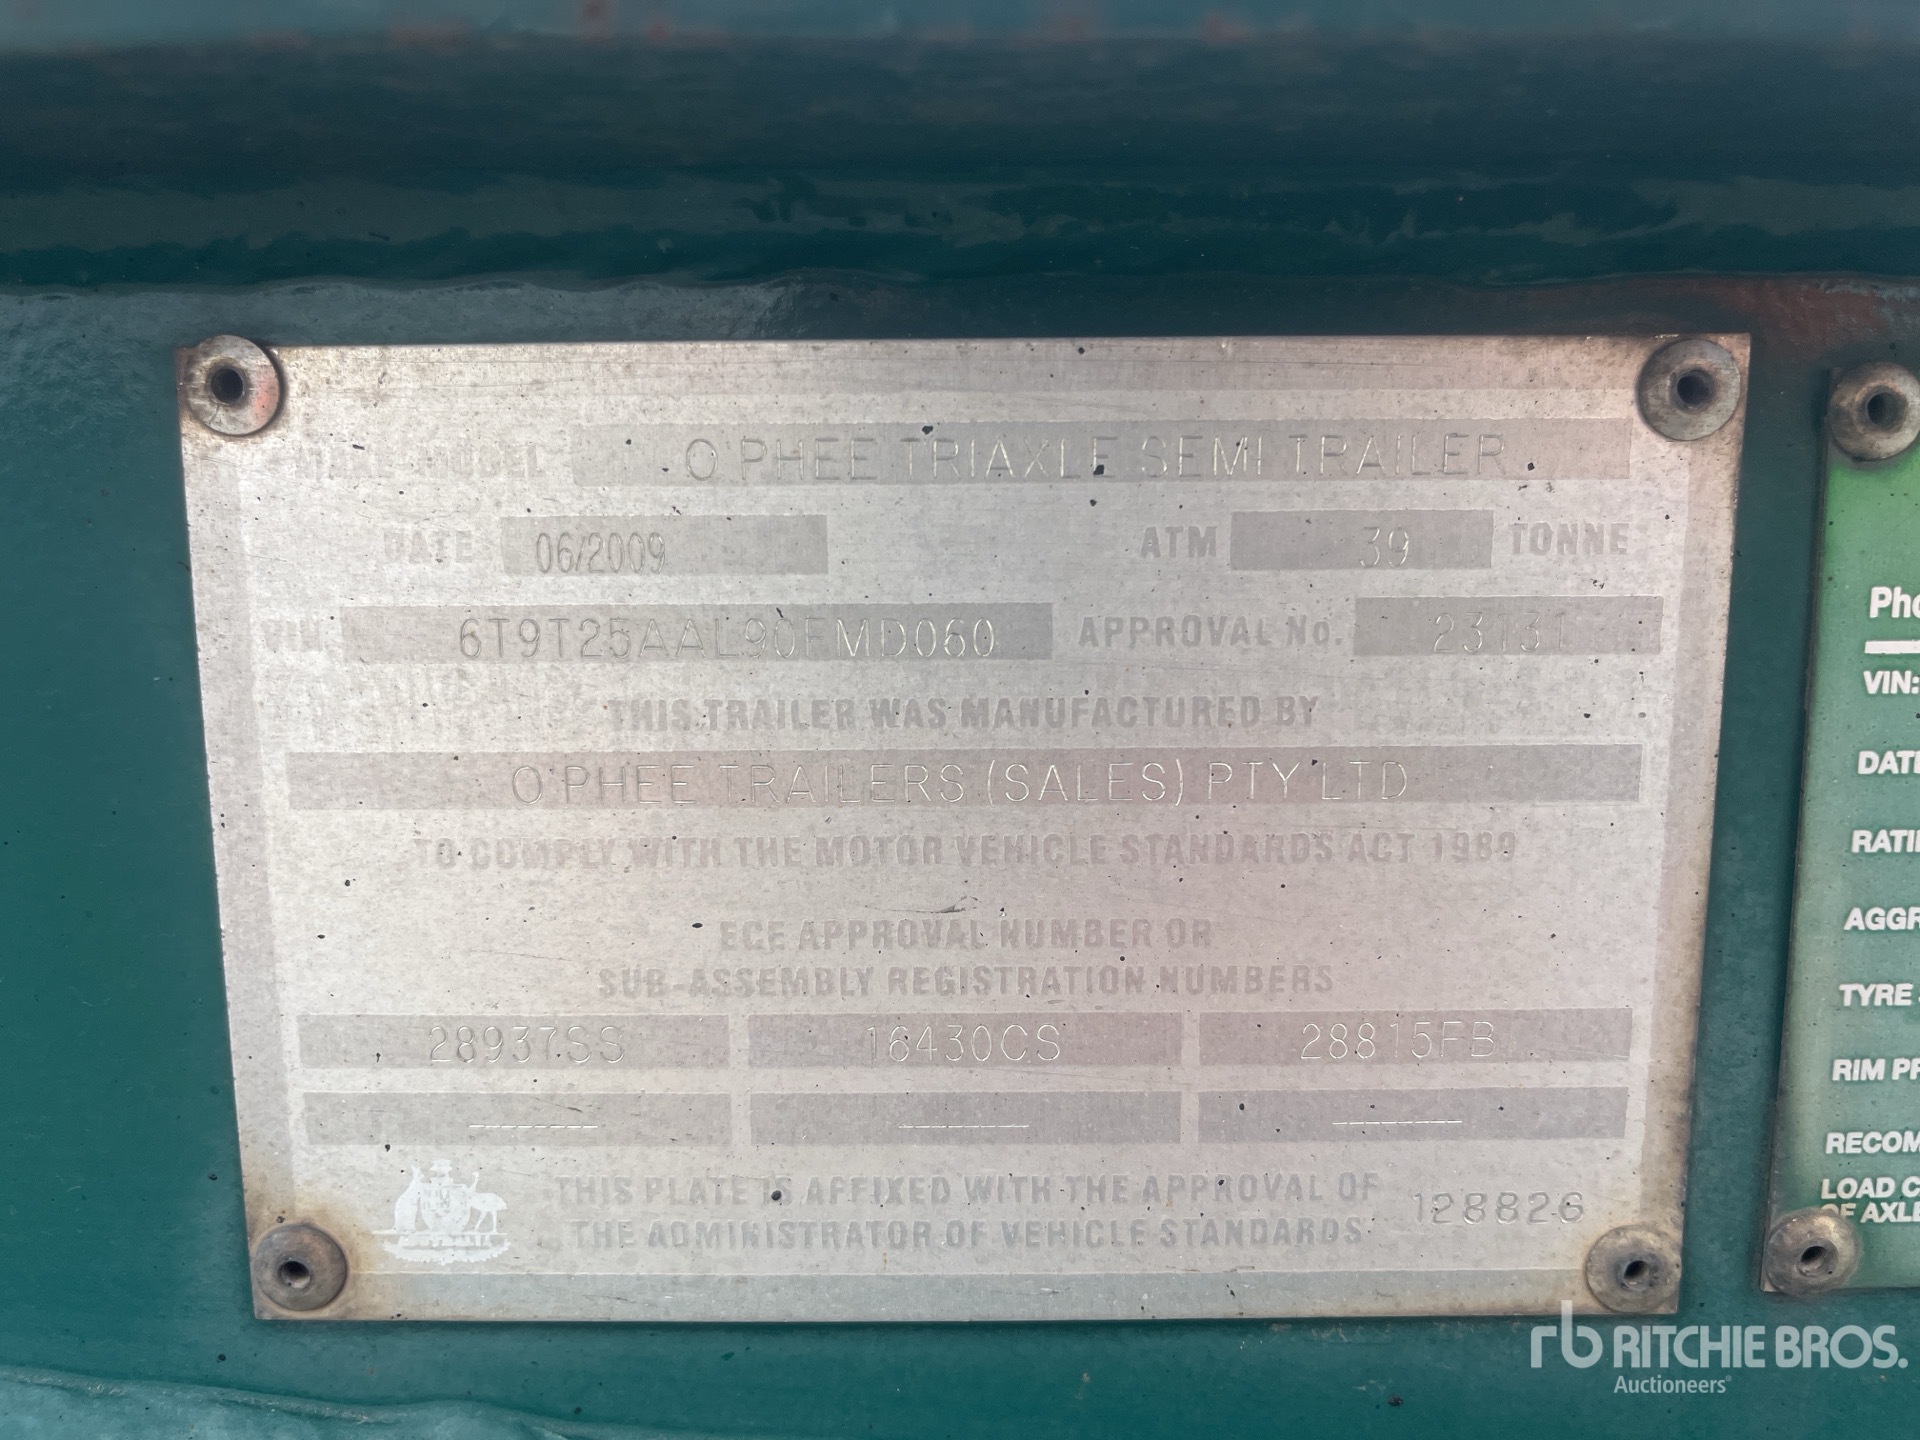 MAKE/MODEL O'PHEE TRIAXLE SEMI TRAILER
DATE 06/2009 ATM 39 TONNE
VIN 6T9T25AAL90FMD060 APPROVAL No. 23131
THIS TRAILER WAS MANUFACTURED BY
O'PHEE TRAILERS (SALES) PTY LTD
TO COMPLY WITH THE MOTOR VEHICLE STANDARDS ACT 1989
ECE APPROVAL NUMBER OR
SUB-ASSEMBLY REGISTRATION NUMBERS
28937SS 16430CS 28815FB
-------- -------- --------
THIS PLATE IS AFFIXED WITH THE APPROVAL OF
THE ADMINISTRATOR OF VEHICLE STANDARDS
128826
Pho
VIN:
DATE
RATI
AGGR
TYRE
RIM PR
RECOM
LOAD C
OF AXLE
rb RITCHIE BROS.
Auctioneers